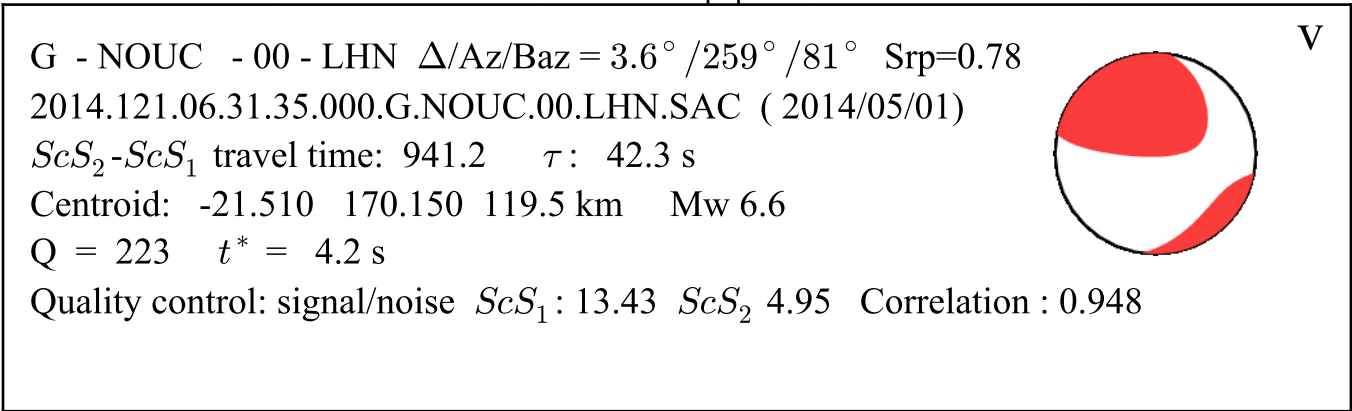 G - NOUC - 00 - LHN Δ/Az/Baz = 3.6° /259° /81° Srp=0.78
V
2014.121.06.31.35.000.G.NOUC.00.LHN.SAC ( 2014/05/01)
ScS₂-ScS₁ travel time: 941.2 τ : 42.3 s
Centroid: -21.510 170.150 119.5 km Mw 6.6
Q = 223 t* = 4.2 s
Quality control: signal/noise ScS₁: 13.43 ScS₂ 4.95 Correlation : 0.948